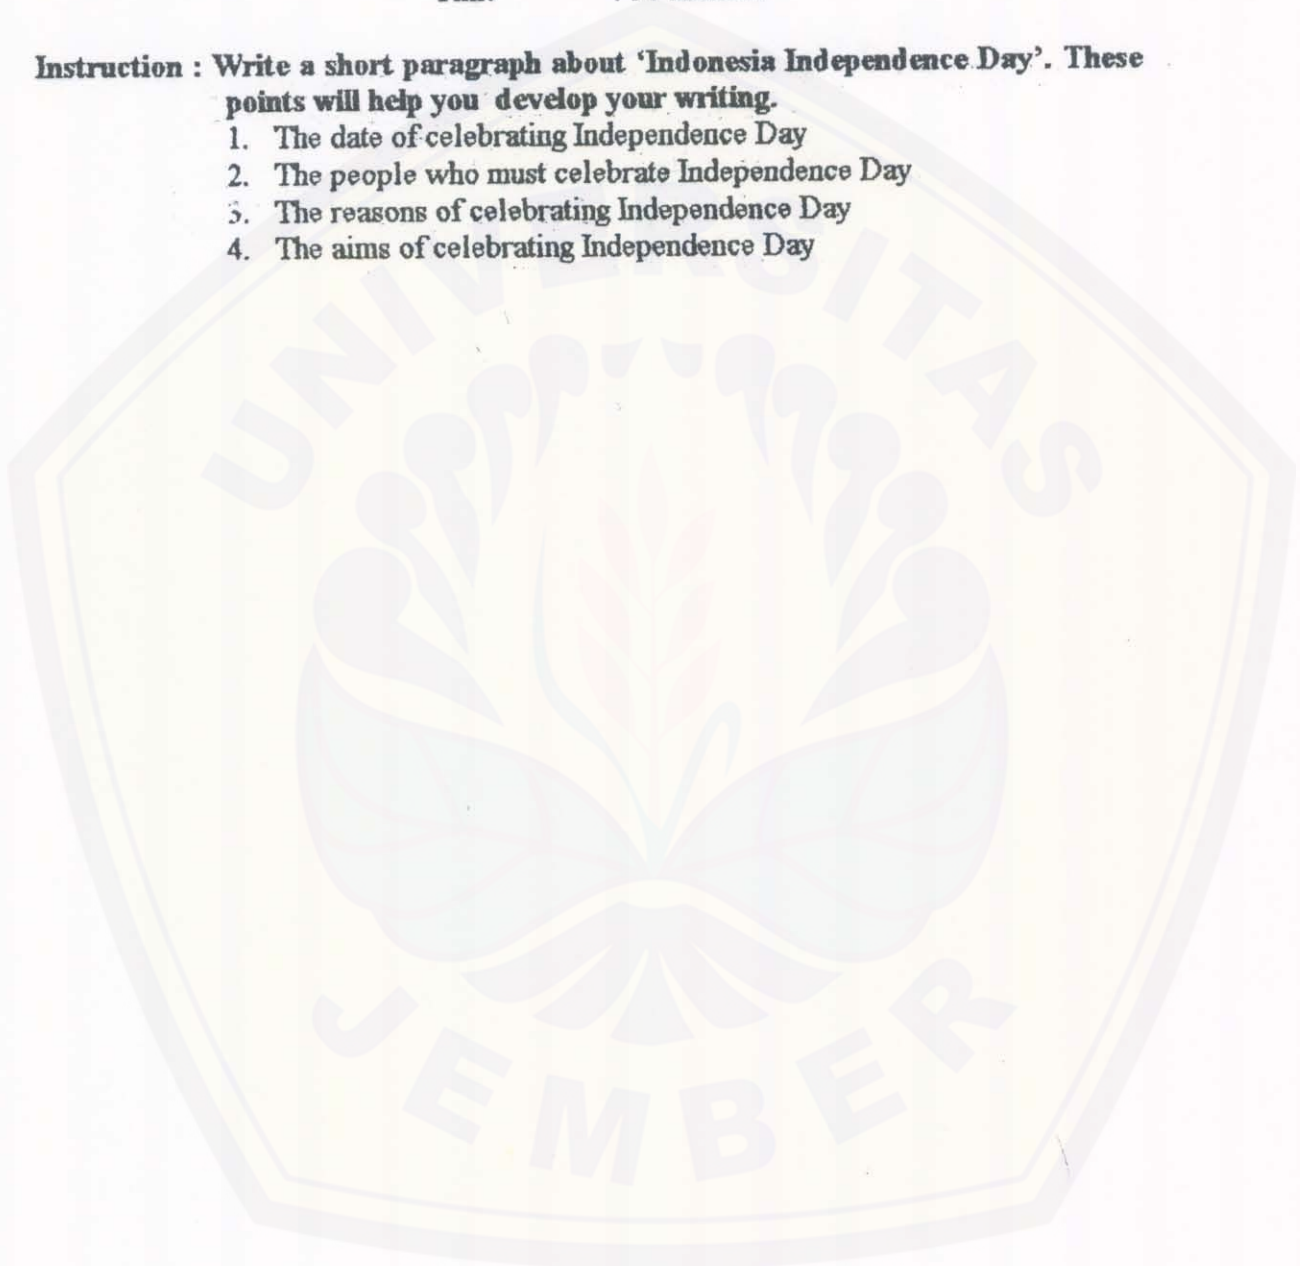 Instruction : Write a short paragraph about ‘Indonesia Independence Day’. These
points will help you develop your writing.
1. The date of celebrating Independence Day
2. The people who must celebrate Independence Day
3. The reasons of celebrating Independence Day
4. The aims of celebrating Independence Day
UNIVERSITAS
JEMBER